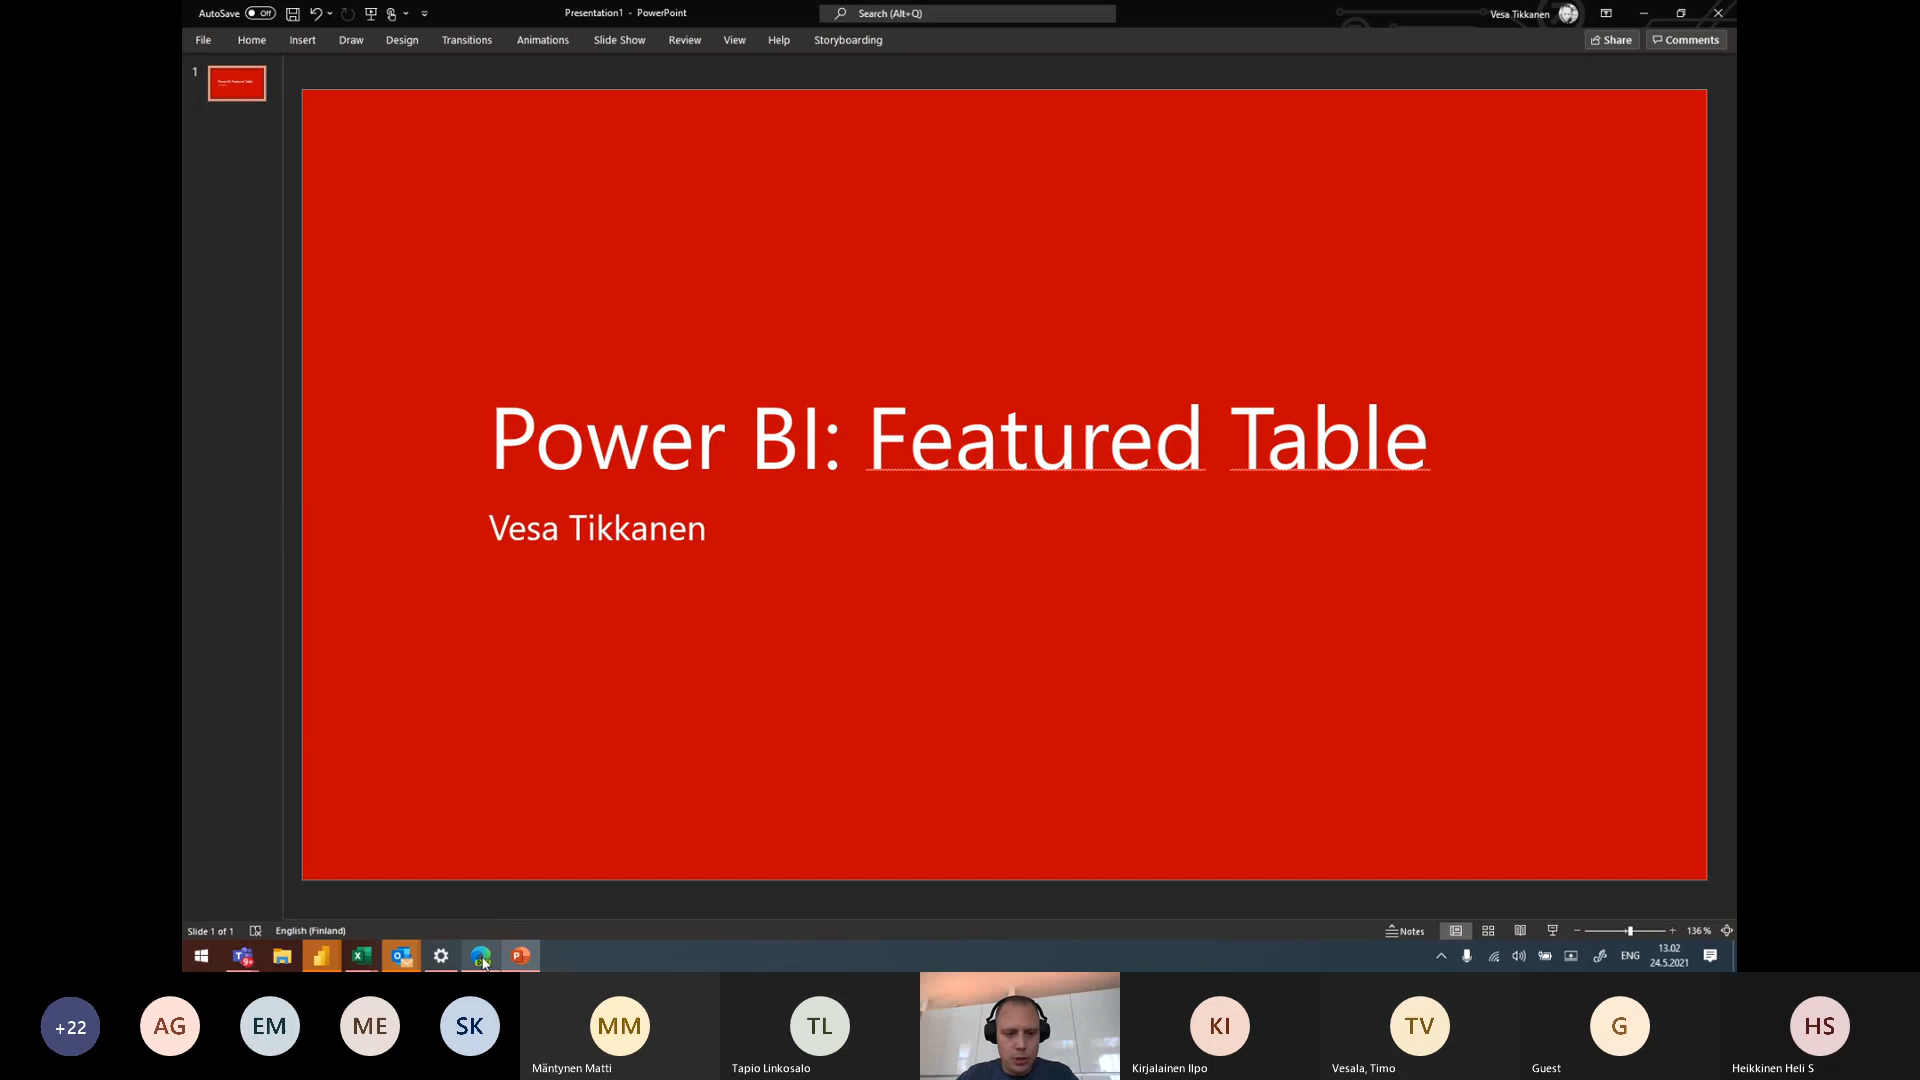 AutoSave Off Presentation1 - PowerPoint Search (Alt+Q) Vesa Tikkanen
File Home Insert Draw Design Transitions Animations Slide Show Review View Help Storyboarding Share Comments
1
Power BI: Featured Table
Vesa Tikkanen
Slide 1 of 1 English (Finland) Notes 136 %
ENG 13.02
24.5.2021
+22 AG EM ME SK MM TL KI TV G HS
Mäntynen Matti Tapio Linkosalo Kirjalainen Ilpo Vesala, Timo Guest Heikkinen Heli S